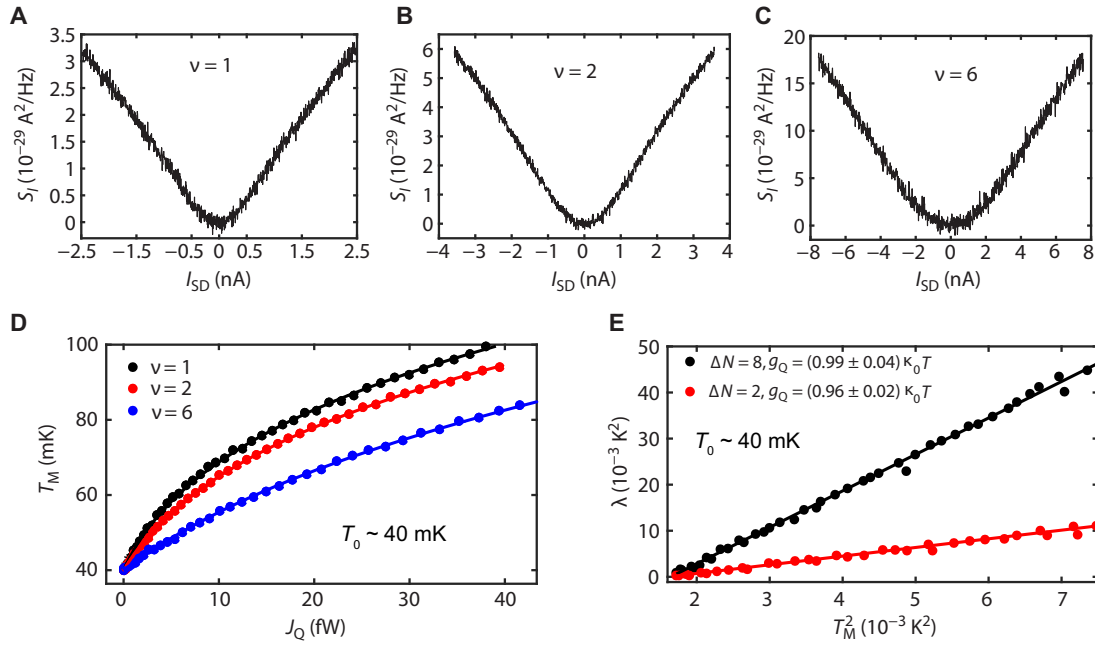 A
3.5
3
2.5
2
1.5
1
0.5
0
ν = 1
−2.5 −1.5 −0.5 0 0.5 1.5 2.5
S_I (10⁻²⁹ A²/Hz)
I_SD (nA)
B
6
5
4
3
2
1
0
ν = 2
−4 −3 −2 −1 0 1 2 3 4
S_I (10⁻²⁹ A²/Hz)
I_SD (nA)
C
20
15
10
5
0
ν = 6
−8 −6 −4 −2 0 2 4 6 8
S_I (10⁻²⁹ A²/Hz)
I_SD (nA)
D
100
80
60
40
ν = 1
ν = 2
ν = 6
T_0 ~ 40 mK
0 10 20 30 40
T_M (mK)
J_Q (fW)
E
50
40
30
20
10
0
ΔN = 8, g_Q = (0.99 ± 0.04) κ_0T
ΔN = 2, g_Q = (0.96 ± 0.02) κ_0T
T_0 ~ 40 mK
2 3 4 5 6 7
λ (10⁻³ K²)
T_M² (10⁻³ K²)